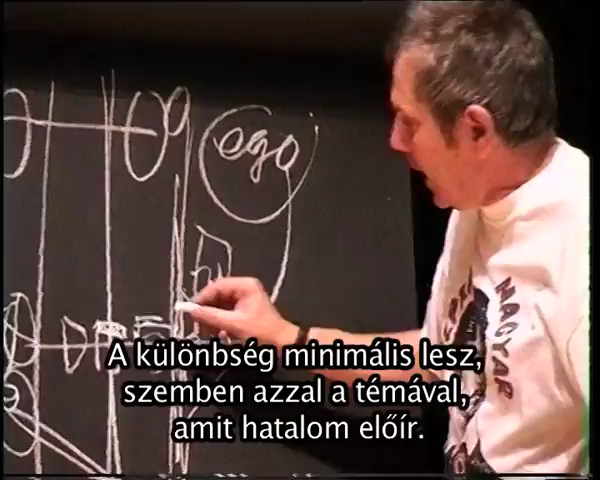 ego
MAGYAR
A különbség minimális lesz,
szemben azzal a témával,
amit hatalom előír.